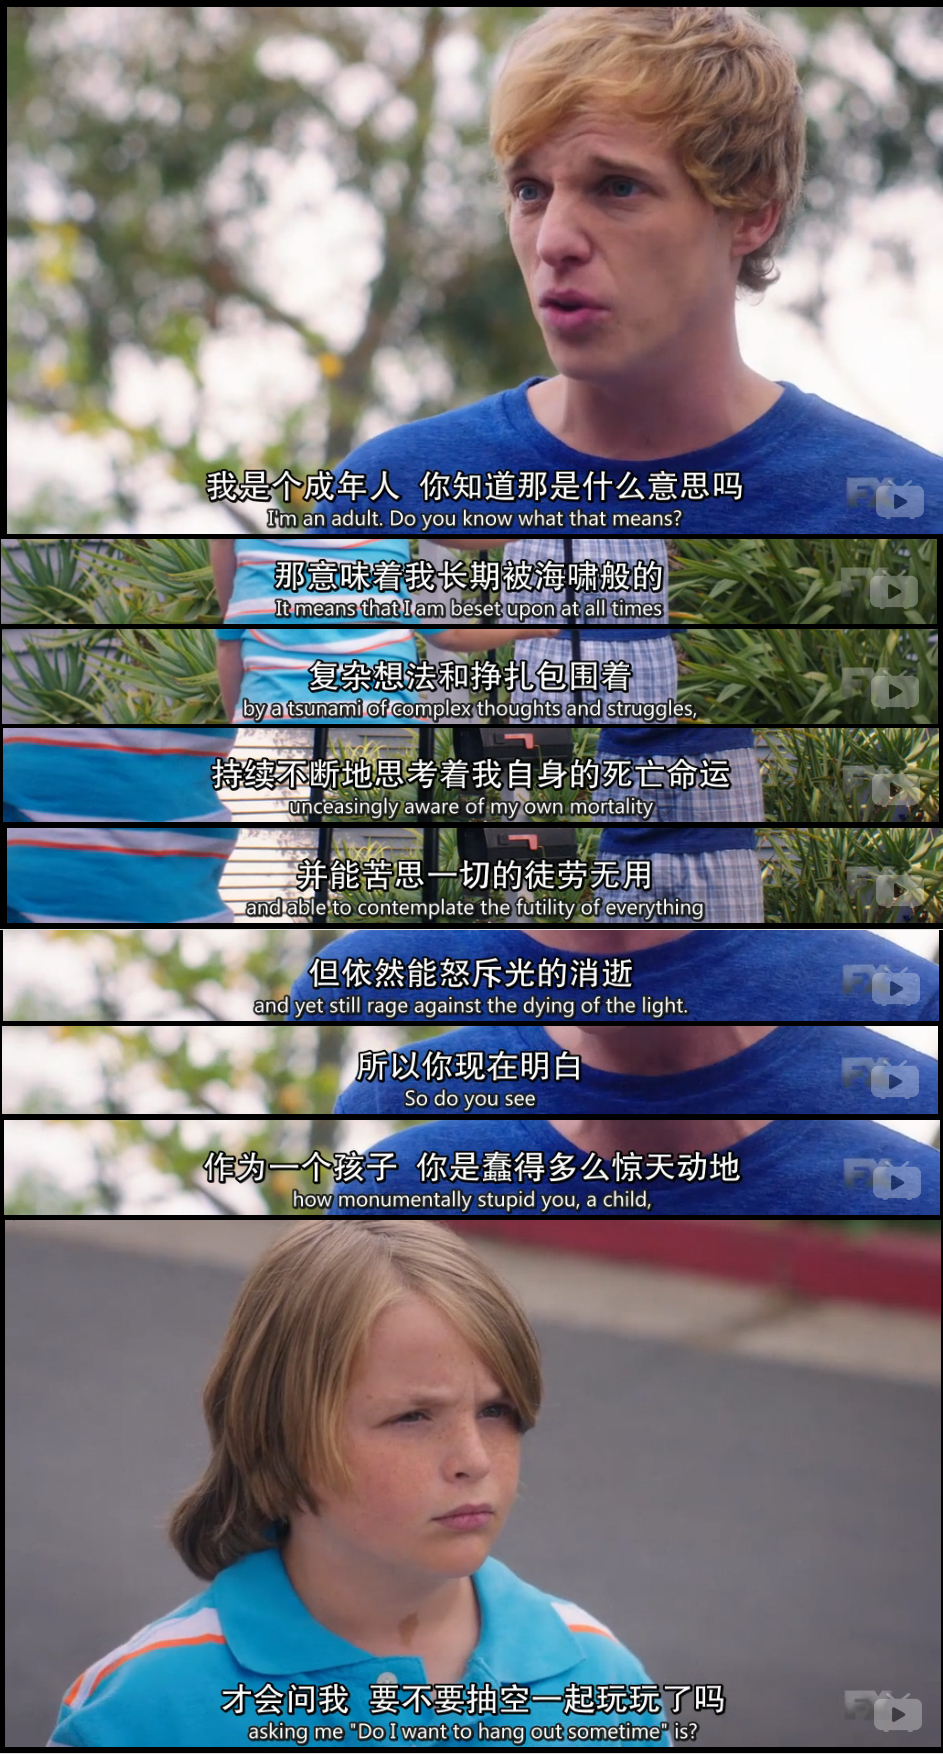 我是个成年人 你知道那是什么意思吗
I'm an adult. Do you know what that means?
那意味着我长期被海啸般的
It means that I am beset upon at all times
复杂想法和挣扎包围着
by a tsunami of complex thoughts and struggles,
持续不断地思考着我自身的死亡命运
unceasingly aware of my own mortality
并能苦思一切的徒劳无用
and able to contemplate the futility of everything
但依然能怒斥光的消逝
and yet still rage against the dying of the light.
所以你现在明白
So do you see
作为一个孩子 你是蠢得多么惊天动地
how monumentally stupid you, a child,
才会问我 要不要抽空一起玩玩了吗
asking me "Do I want to hang out sometime" is?